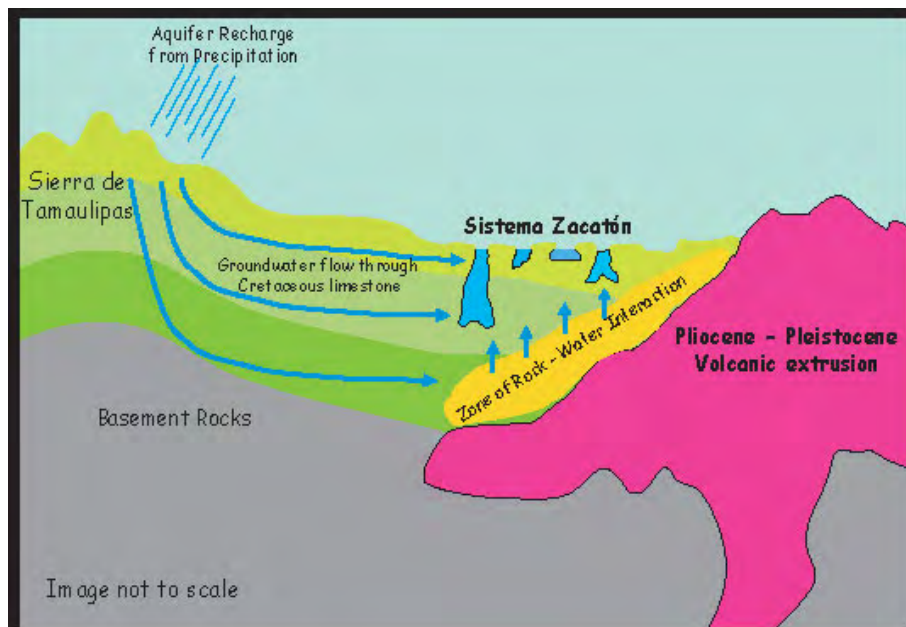 Aquifer Recharge
from Precipitation
Sierra de
Tamaulipas
Sistema Zacatón
Groundwater flow through
Cretaceous limestone
Zone of Rock - Water Interaction
Pliocene - Pleistocene
Volcanic extrusion
Basement Rocks
Image not to scale